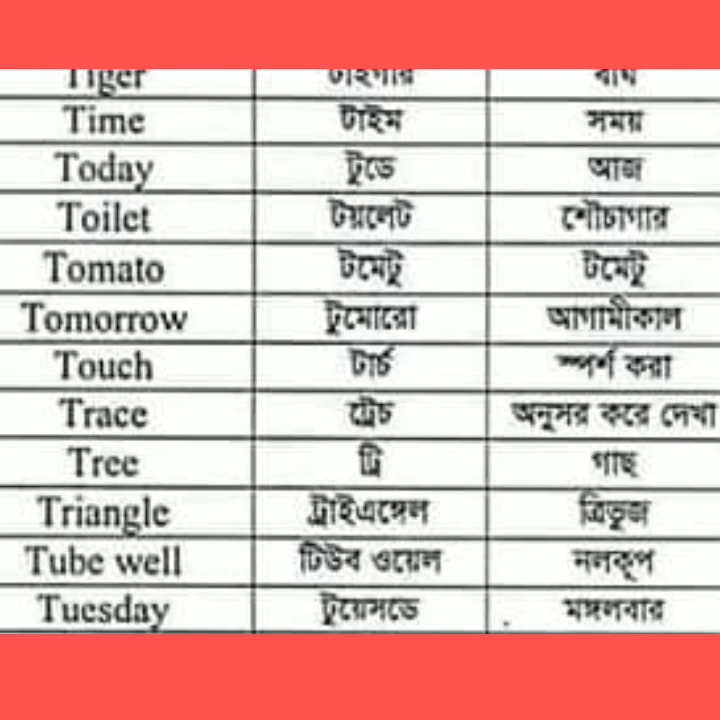 Tiger টাইগার বাঘ
Time টাইম সময়
Today টুডে আজ
Toilet টয়লেট শৌচাগার
Tomato টমেটু টমেটু
Tomorrow টুমোরো আগামীকাল
Touch টার্চ স্পর্শ করা
Trace ট্রেচ অনুসর করে দেখা
Tree ট্রি গাছ
Triangle ট্রাইএঙ্গেল ত্রিভূজ
Tube well টিউব ওয়েল নলকূপ
Tuesday টুয়েসডে মঙ্গলবার